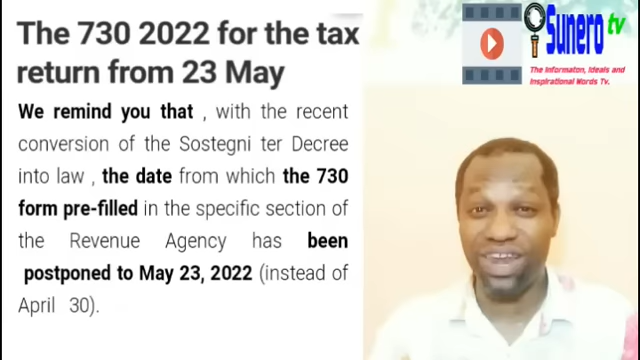 The 730 2022 for the tax
return from 23 May
We remind you that , with the recent
conversion of the Sostegni ter Decree
into law , the date from which the 730
form pre-filled in the specific section of
the Revenue Agency has been
postponed to May 23, 2022 (instead of
April 30).
Sunero tv
The Informaton, Ideals and
Inspirational Words Tv.